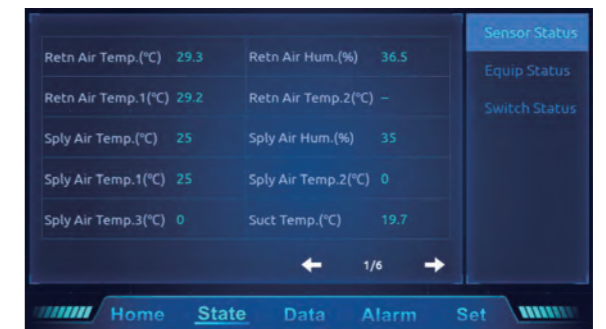 Sensor Status
Retn Air Temp.(℃) 29.3 Retn Air Hum.(%) 36.5
Equip Status
Retn Air Temp.1(℃) 29.2 Retn Air Temp.2(℃) –
Switch Status
Sply Air Temp.(℃) 25 Sply Air Hum.(%) 35
Sply Air Temp.1(℃) 25 Sply Air Temp.2(℃) 0
Sply Air Temp.3(℃) 0 Suct Temp.(℃) 19.7
1/6
Home State Data Alarm Set